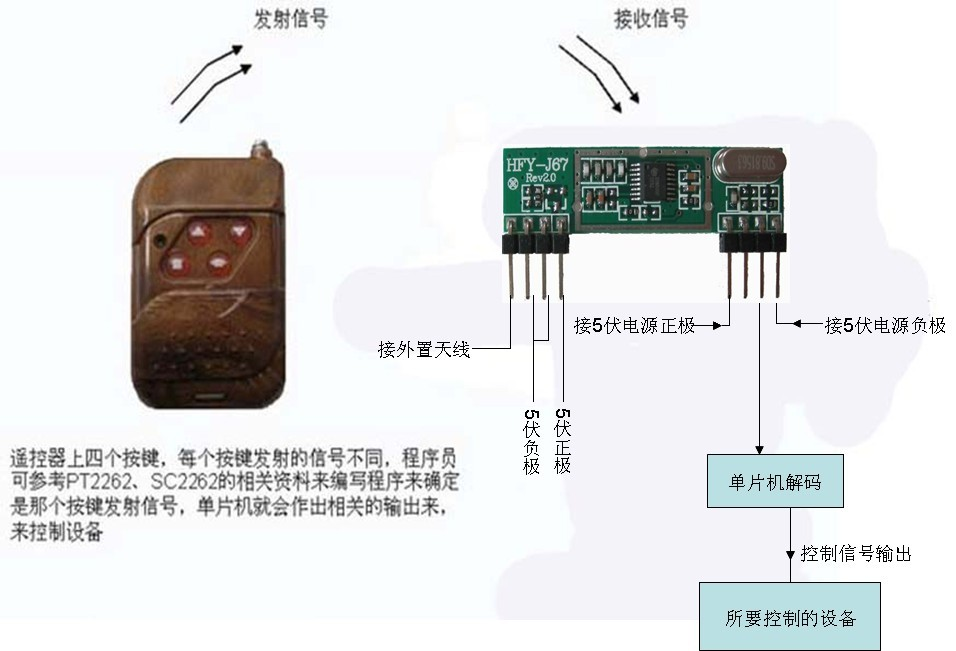 发射信号
接收信号
HFY-J67
Rev2.0
接5伏电源正极
接5伏电源负极
接外置天线
5伏负极
5伏正极
遥控器上四个按键，每个按键发射的信号不同，程序员
可参考PT2262、SC2262的相关资料来编写程序来确定
是那个按键发射信号，单片机就会作出相关的输出来，
来控制设备
单片机解码
控制信号输出
所要控制的设备